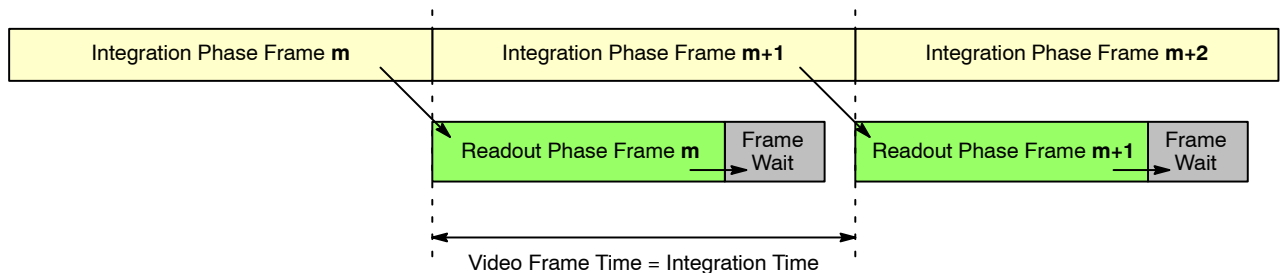 Integration Phase Frame m
Integration Phase Frame m+1
Integration Phase Frame m+2
Readout Phase Frame m
Frame
Wait
Readout Phase Frame m+1
Frame
Wait
Video Frame Time = Integration Time